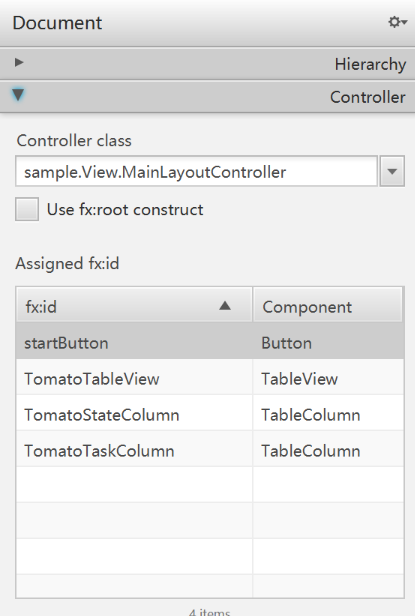 Document
Hierarchy
Controller
Controller class
sample.View.MainLayoutController
Use fx:root construct
Assigned fx:id
fx:id Component
startButton Button
TomatoTableView TableView
TomatoStateColumn TableColumn
TomatoTaskColumn TableColumn
4 items